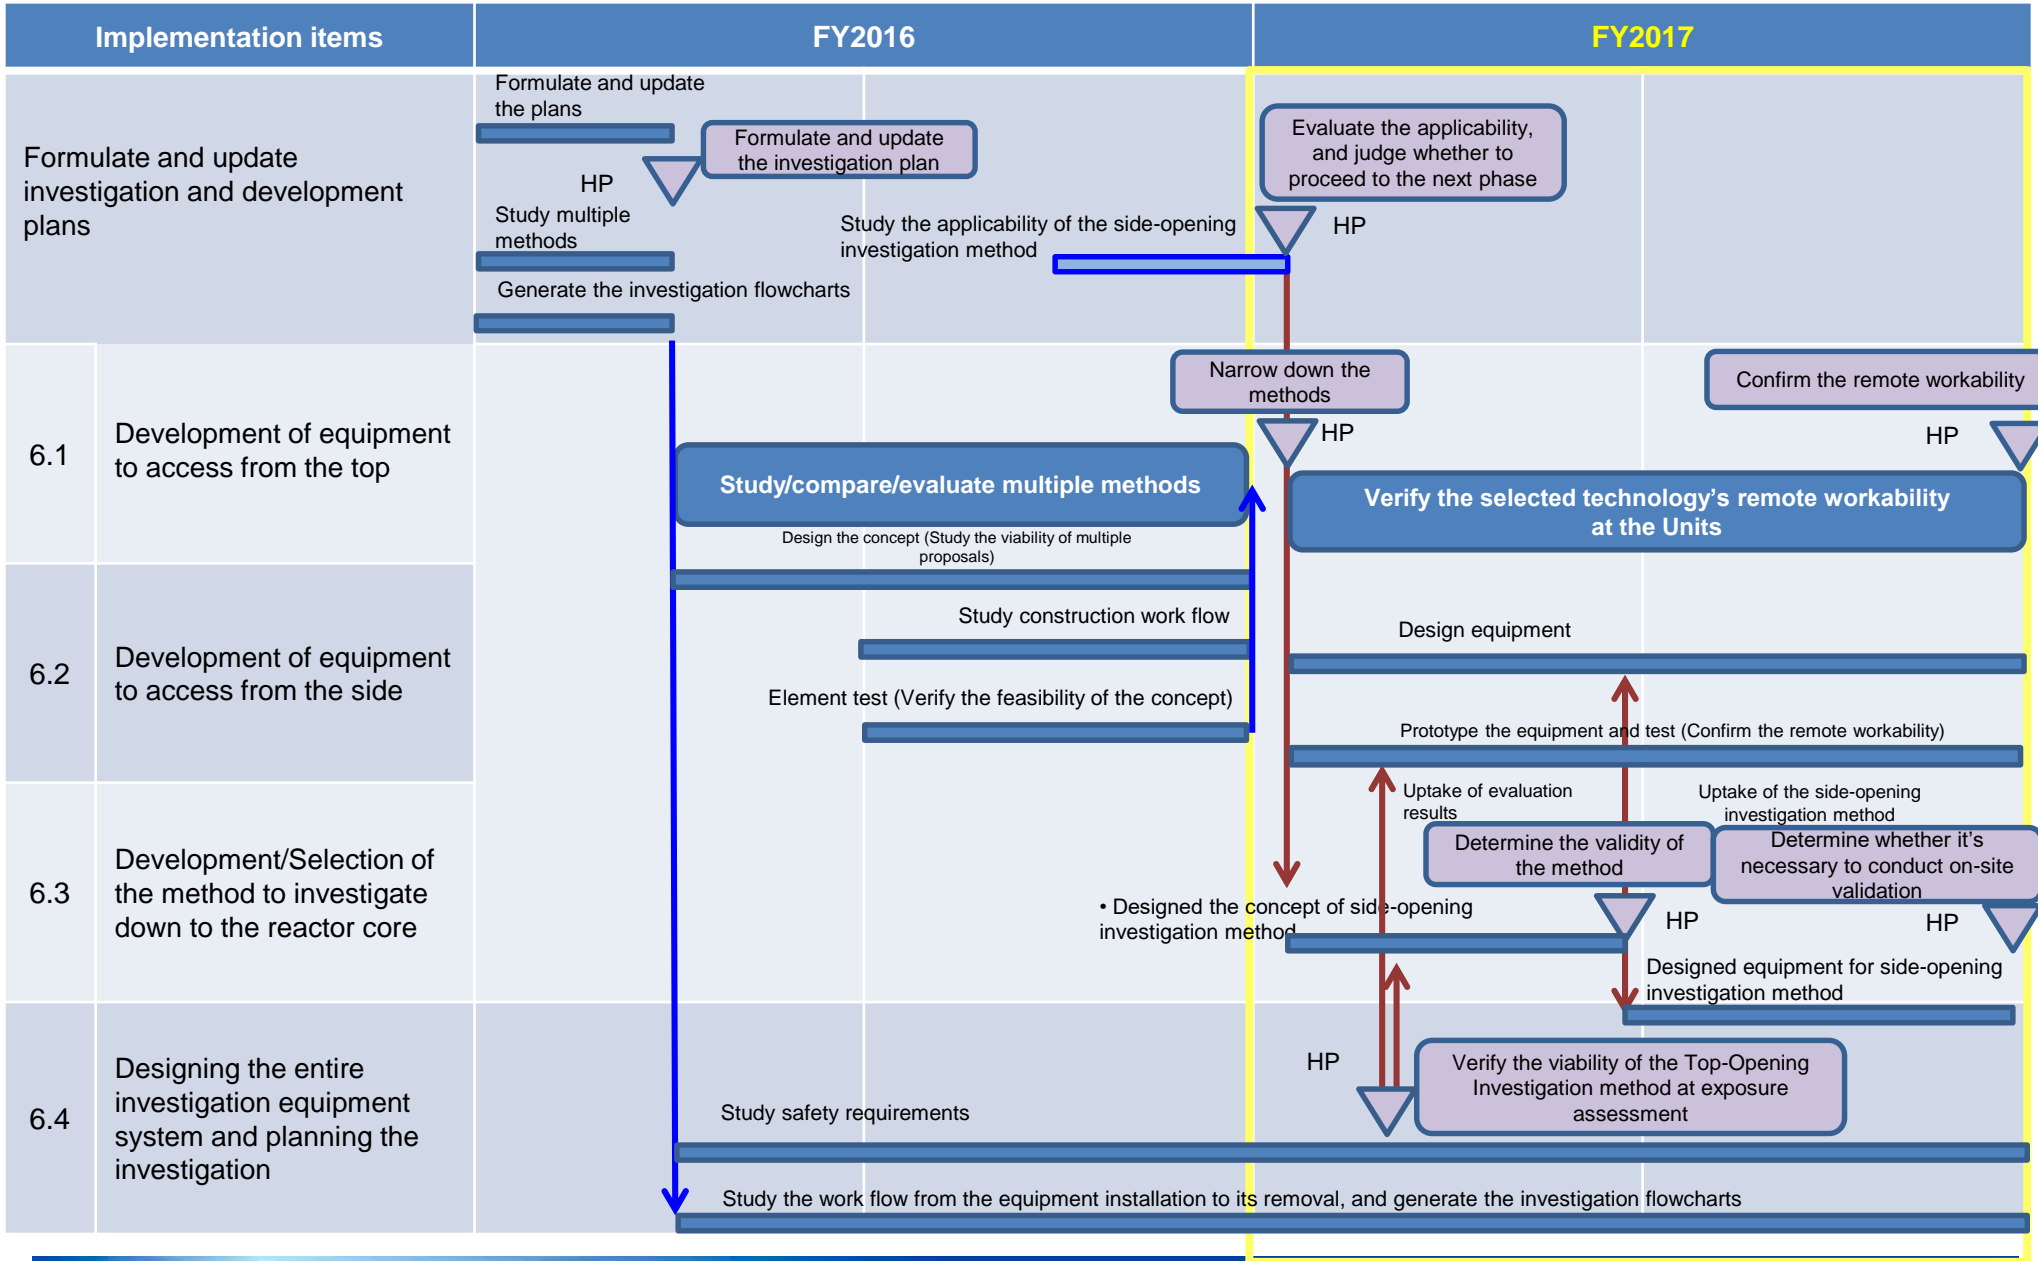 Implementation items
FY2016
FY2017
Formulate and update
investigation and development
plans
Formulate and update
the plans
HP
Formulate and update
the investigation plan
Study multiple
methods
Generate the investigation flowcharts
Study the applicability of the side-opening
investigation method
Evaluate the applicability,
and judge whether to
proceed to the next phase
HP
6.1
Development of equipment
to access from the top
Narrow down the
methods
HP
Confirm the remote workability
HP
Study/compare/evaluate multiple methods
Verify the selected technology's remote workability
at the Units
Design the concept (Study the viability of multiple
proposals)
6.2
Development of equipment
to access from the side
Study construction work flow
Design equipment
Element test (Verify the feasibility of the concept)
Prototype the equipment and test (Confirm the remote workability)
6.3
Development/Selection of
the method to investigate
down to the reactor core
Uptake of evaluation
results
Uptake of the side-opening
investigation method
Determine the validity of
the method
Determine whether it's
necessary to conduct on-site
validation
• Designed the concept of side-opening
investigation method
HP
HP
Designed equipment for side-opening
investigation method
6.4
Designing the entire
investigation equipment
system and planning the
investigation
HP
Verify the viability of the Top-Opening
Investigation method at exposure
assessment
Study safety requirements
Study the work flow from the equipment installation to its removal, and generate the investigation flowcharts